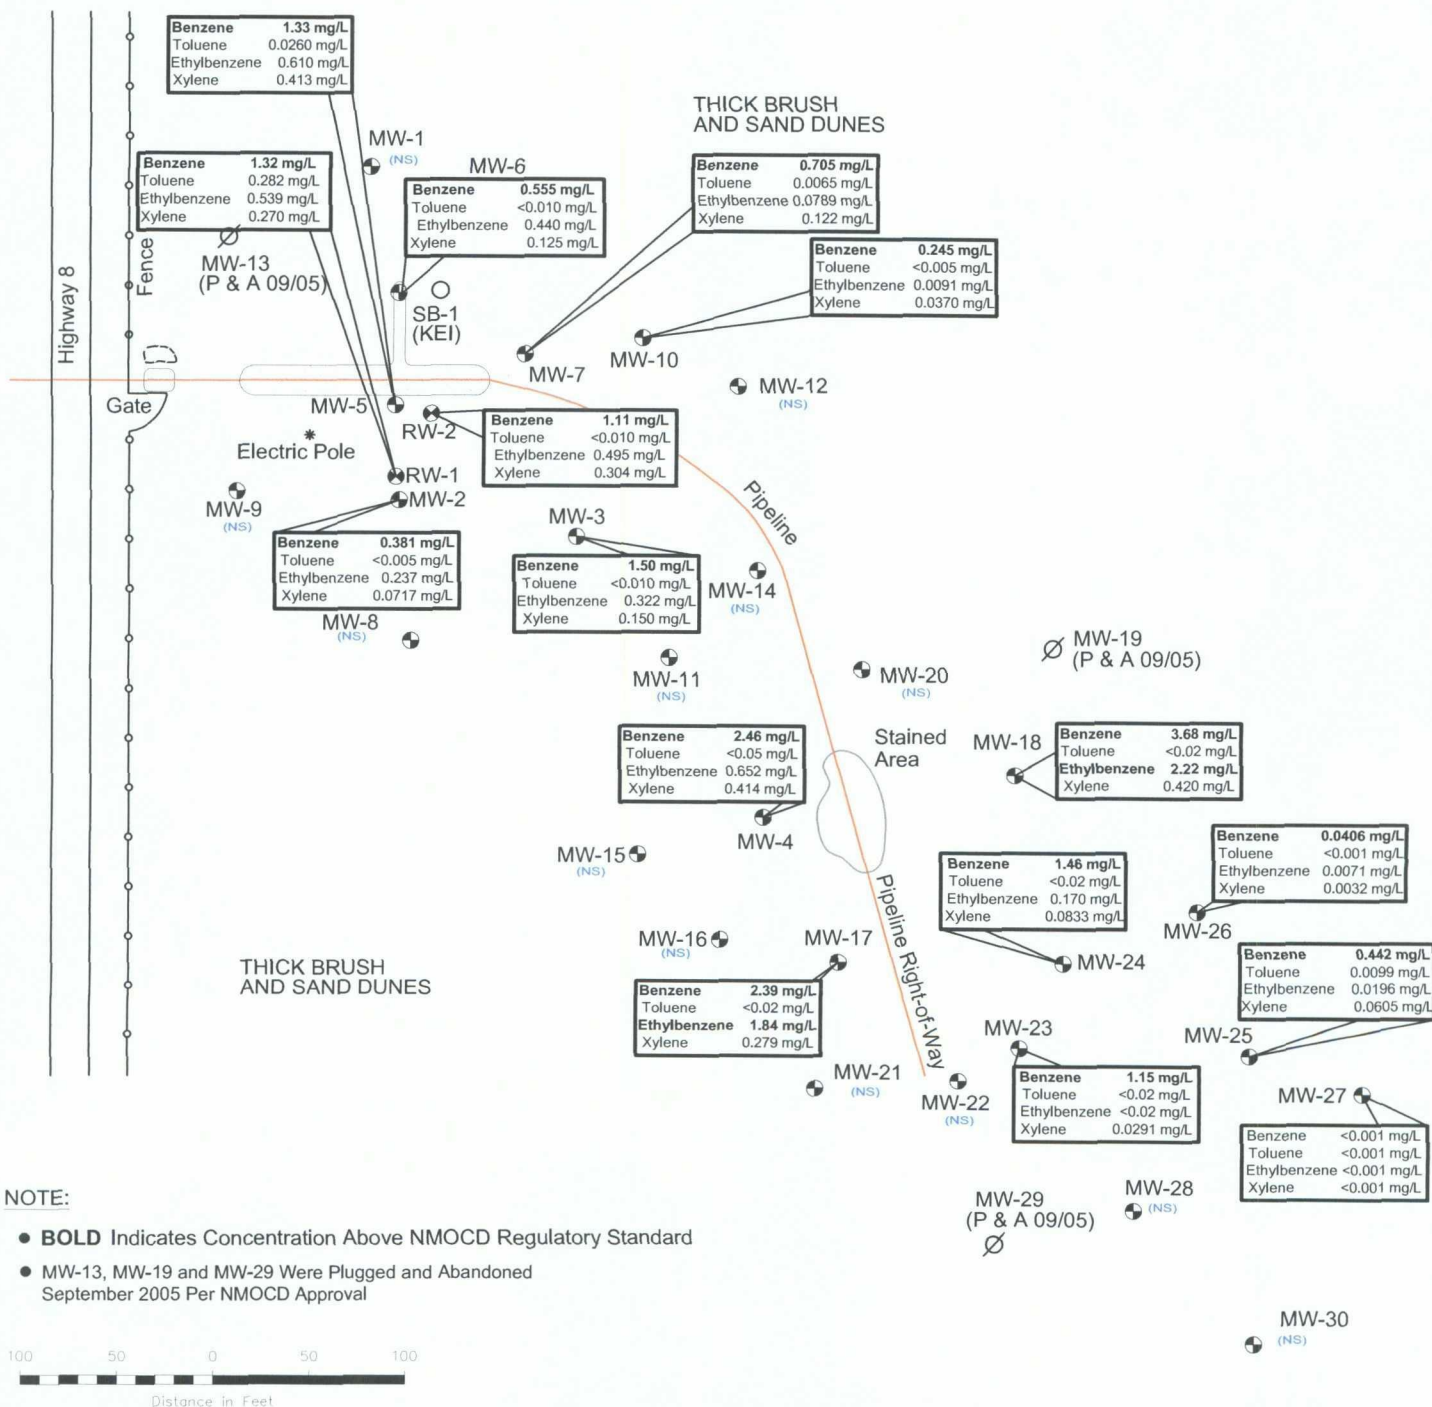 Benzene 1.33 mg/L
Toluene 0.0260 mg/L
Ethylbenzene 0.610 mg/L
Xylene 0.413 mg/L
THICK BRUSH
AND SAND DUNES
MW-1
(NS)
MW-6
Benzene 1.32 mg/L
Toluene 0.282 mg/L
Ethylbenzene 0.539 mg/L
Xylene 0.270 mg/L
Benzene 0.555 mg/L
Toluene <0.010 mg/L
Ethylbenzene 0.440 mg/L
Xylene 0.125 mg/L
Benzene 0.705 mg/L
Toluene 0.0065 mg/L
Ethylbenzene 0.0789 mg/L
Xylene 0.122 mg/L
Benzene 0.245 mg/L
Toluene <0.005 mg/L
Ethylbenzene 0.0091 mg/L
Xylene 0.0370 mg/L
Highway 8
Fence
MW-13
(P & A 09/05)
SB-1
(KEI)
MW-7
MW-10
MW-12
(NS)
Gate
MW-5
RW-2
Electric Pole
Benzene 1.11 mg/L
Toluene <0.010 mg/L
Ethylbenzene 0.495 mg/L
Xylene 0.304 mg/L
RW-1
MW-2
MW-9
(NS)
Pipeline
MW-3
Benzene 0.381 mg/L
Toluene <0.005 mg/L
Ethylbenzene 0.237 mg/L
Xylene 0.0717 mg/L
Benzene 1.50 mg/L
Toluene <0.010 mg/L
Ethylbenzene 0.322 mg/L
Xylene 0.150 mg/L
MW-14
(NS)
MW-8
(NS)
MW-19
(P & A 09/05)
MW-11
(NS)
MW-20
(NS)
Benzene 2.46 mg/L
Toluene <0.05 mg/L
Ethylbenzene 0.652 mg/L
Xylene 0.414 mg/L
Stained
Area
MW-18
Benzene 3.68 mg/L
Toluene <0.02 mg/L
Ethylbenzene 2.22 mg/L
Xylene 0.420 mg/L
MW-4
MW-15
(NS)
Benzene 1.46 mg/L
Toluene <0.02 mg/L
Ethylbenzene 0.170 mg/L
Xylene 0.0833 mg/L
Benzene 0.0406 mg/L
Toluene <0.001 mg/L
Ethylbenzene 0.0071 mg/L
Xylene 0.0032 mg/L
MW-26
Pipeline Right-of-Way
MW-16
(NS)
MW-17
MW-24
THICK BRUSH
AND SAND DUNES
Benzene 2.39 mg/L
Toluene <0.02 mg/L
Ethylbenzene 1.84 mg/L
Xylene 0.279 mg/L
Benzene 0.442 mg/L
Toluene 0.0099 mg/L
Ethylbenzene 0.0196 mg/L
Xylene 0.0605 mg/L
MW-23
MW-25
MW-21
(NS)
MW-22
(NS)
Benzene 1.15 mg/L
Toluene <0.02 mg/L
Ethylbenzene <0.02 mg/L
Xylene 0.0291 mg/L
MW-27
Benzene <0.001 mg/L
Toluene <0.001 mg/L
Ethylbenzene <0.001 mg/L
Xylene <0.001 mg/L
MW-29
(P & A 09/05)
MW-28
(NS)
NOTE:
● BOLD Indicates Concentration Above NMOCD Regulatory Standard
● MW-13, MW-19 and MW-29 Were Plugged and Abandoned
September 2005 Per NMOCD Approval
MW-30
(NS)
100 50 0 50 100
Distance in Feet